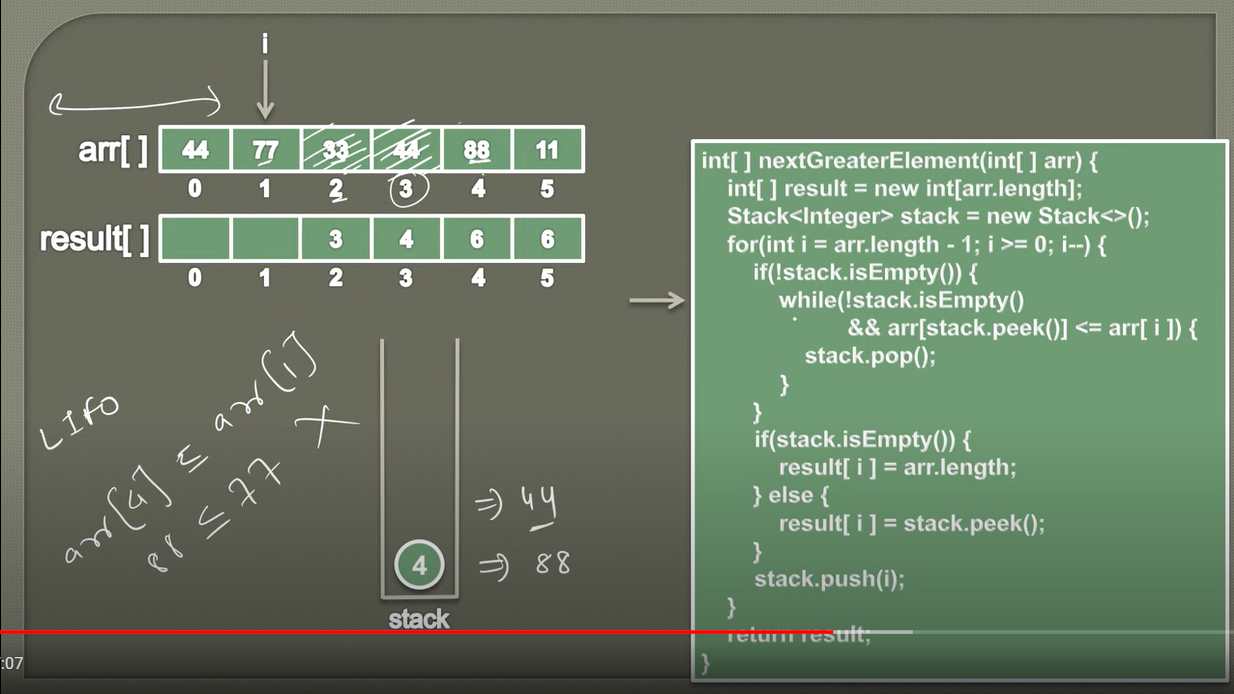 i
arr[ ] 44 77 33 44 88 11
0 1 2 3 4 5
result[ ] 3 4 6 6
0 1 2 3 4 5
LIFO
arr[4] ≤ arr[i]
88 ≤ 77 X
⇒ 44
4 ⇒ 88
stack
:07
int[ ] nextGreaterElement(int[ ] arr) {
int[ ] result = new int[arr.length];
Stack<Integer> stack = new Stack<>();
for(int i = arr.length - 1; i >= 0; i--) {
if(!stack.isEmpty()) {
while(!stack.isEmpty()
&& arr[stack.peek()] <= arr[ i ]) {
stack.pop();
}
}
if(stack.isEmpty()) {
result[ i ] = arr.length;
} else {
result[ i ] = stack.peek();
}
stack.push(i);
}
return result;
}